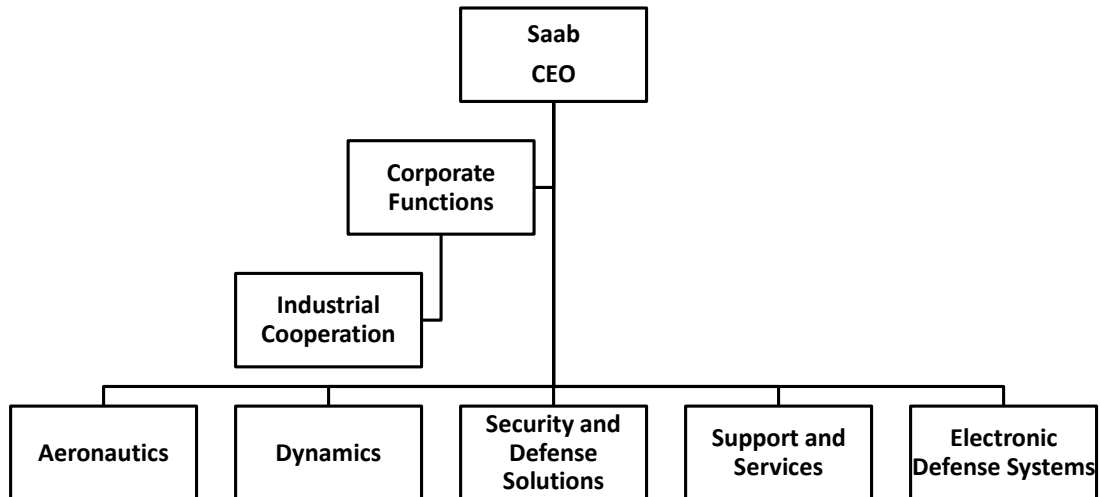 Saab
CEO
Corporate
Functions
Industrial
Cooperation
Aeronautics
Dynamics
Security and
Defense
Solutions
Support and
Services
Electronic
Defense Systems